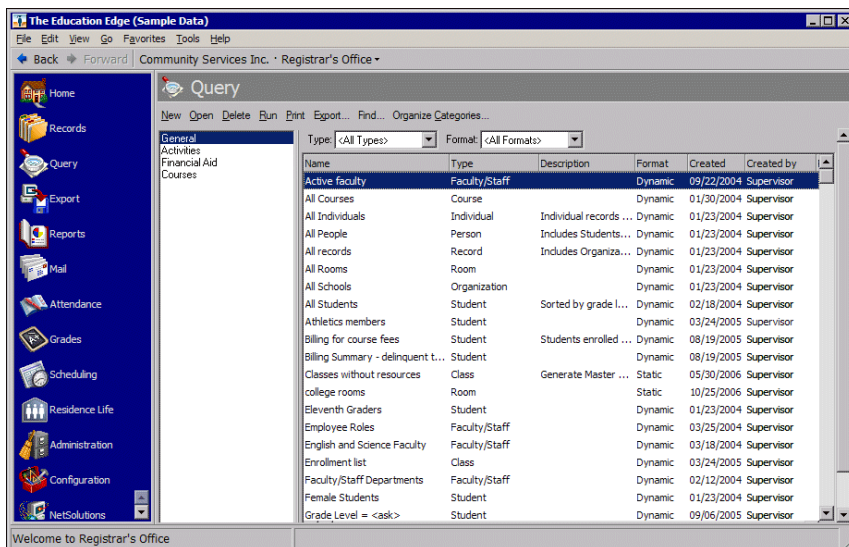 The Education Edge (Sample Data)
File Edit View Go Favorites Tools Help
Back Forward Community Services Inc. · Registrar's Office
Query
Home
Records
Query
Export
Reports
Mail
Attendance
Grades
Scheduling
Residence Life
Administration
Configuration
NetSolutions
New Open Delete Run Print Export... Find... Organize Categories...
General
Activities
Financial Aid
Courses
Type: <All Types> Format: <All Formats>
Name Type Description Format Created Created by
Active faculty Faculty/Staff Dynamic 09/22/2004 Supervisor
All Courses Course Dynamic 01/30/2004 Supervisor
All Individuals Individual Individual records ... Dynamic 01/23/2004 Supervisor
All People Person Includes Students... Dynamic 01/23/2004 Supervisor
All records Record Includes Organiza... Dynamic 01/23/2004 Supervisor
All Rooms Room Dynamic 01/23/2004 Supervisor
All Schools Organization Dynamic 01/23/2004 Supervisor
All Students Student Sorted by grade l... Dynamic 02/18/2004 Supervisor
Athletics members Student Dynamic 03/24/2005 Supervisor
Billing for course fees Student Students enrolled ... Dynamic 08/19/2005 Supervisor
Billing Summary - delinquent t... Student Dynamic 08/19/2005 Supervisor
Classes without resources Class Generate Master ... Static 05/30/2006 Supervisor
college rooms Room Static 10/25/2006 Supervisor
Eleventh Graders Student Dynamic 01/23/2004 Supervisor
Employee Roles Faculty/Staff Dynamic 03/25/2004 Supervisor
English and Science Faculty Faculty/Staff Dynamic 03/18/2004 Supervisor
Enrollment list Class Dynamic 03/24/2005 Supervisor
Faculty/Staff Departments Faculty/Staff Dynamic 02/12/2004 Supervisor
Female Students Student Dynamic 01/23/2004 Supervisor
Grade Level = <ask> Student Dynamic 09/06/2005 Supervisor
Welcome to Registrar's Office